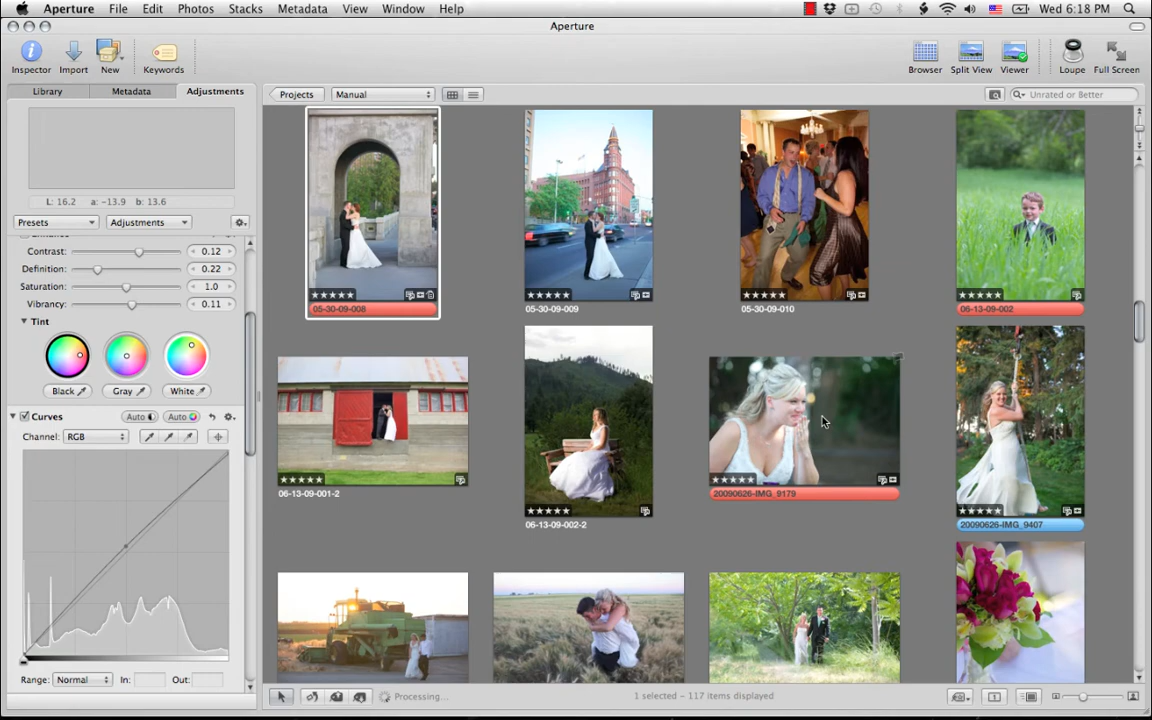 Aperture File Edit Photos Stacks Metadata View Window Help Wed 6:18 PM
Aperture
Inspector Import New Keywords Browser Split View Viewer Loupe Full Screen
Library Metadata Adjustments
Projects Manual Unrated or Better
L: 16.2 a: -13.9 b: 13.6
Presets Adjustments
Contrast: 0.12
Definition: 0.22
Saturation: 1.0
Vibrancy: 0.11
Tint
Black Gray White
Curves Auto Auto
Channel: RGB
Range: Normal In: Out:
05-30-09-008
05-30-09-009
05-30-09-010
06-13-09-002
06-13-09-001-2
06-13-09-002-2
20090626-IMG_9179
20090626-IMG_9407
Processing... 1 selected – 117 items displayed